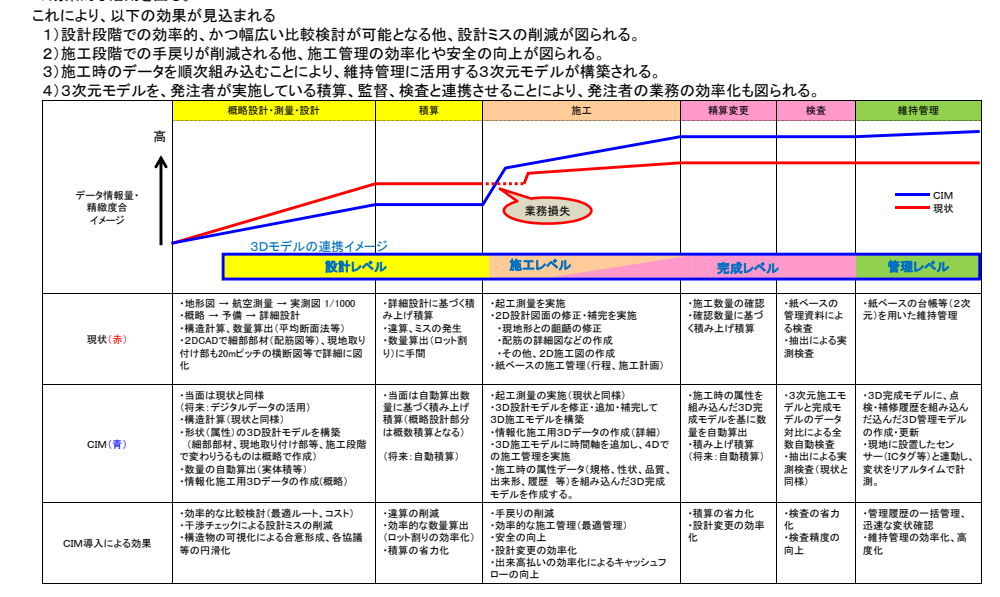 これにより、以下の効果が見込まれる
1)設計段階での効率的、かつ幅広い比較検討が可能となる他、設計ミスの削減が図られる。
2)施工段階での手戻りが削減される他、施工管理の効率化や安全の向上が図られる。
3)施工時のデータを順次組み込むことにより、維持管理に活用する3次元モデルが構築される。
4)3次元モデルを、発注者が実施している積算、監督、検査と連携させることにより、発注者の業務の効率化も図られる。
概略設計・測量・設計
積算
施工
精算変更
検査
維持管理
高
データ情報量・
精緻度合
イメージ
業務損失
CIM
現状
3Dモデルの連携イメージ
設計レベル
施工レベル
完成レベル
管理レベル
現状(赤)
・地形図 → 航空測量 → 実測図 1/1000
・概略 → 予備 → 詳細設計
・構造計算、数量算出(平均断面法等)
・2DCADで細部部材(配筋図等)、現地取り
付け部も20mピッチの横断図等で詳細に図
化
・詳細設計に基づく積
み上げ積算
・違算、ミスの発生
・数量算出(ロット割
り)に手間
・起工測量を実施
・2D設計図面の修正・補完を実施
・現地形との齟齬の修正
・配筋の詳細図などの作成
・その他、2D施工図の作成
・紙ベースの施工管理(行程、施工計画)
・施工数量の確認
・確認数量に基づ
く積み上げ積算
・紙ベースの
管理資料によ
る検査
・抽出による実
測検査
・紙ベースの台帳等(2次
元)を用いた維持管理
CIM(青)
・当面は現状と同様
(将来:デジタルデータの活用)
・構造計算(現状と同様)
・形状(属性)の3D設計モデルを構築
(細部部材、現地取り付け部等、施工段階
で変わりうるものは概略で作成)
・数量の自動算出(実体積等)
・情報化施工用3Dデータの作成(概略)
・当面は自動算出数
量に基づく積み上げ
積算(概略設計部分
は概数積算となる)
(将来:自動積算)
・起工測量の実施(現状と同様)
・3D設計モデルを修正・追加・補完して
3D施工モデルを構築
・情報化施工用3Dデータの作成(詳細)
・3D施工モデルに時間軸を追加し、4Dで
の施工管理を実施
・施工時の属性データ(規格、性状、品質、
出来形、履歴 等)を組み込んだ3D完成
モデルを作成する。
・施工時の属性を
組み込んだ3D完
成モデルを基に数
量を自動算出
・積み上げ積算
(将来:自動積算)
・3次元施工モ
デルと完成モ
デルのデータ
対比による全
数自動検査
・抽出による実
測検査(現状と
同様)
・3D完成モデルに、点
検・補修履歴を組み込ん
だ3D管理モデル
の作成・更新
・現地に設置したセン
サー(ICタグ等)と連動し、
変状をリアルタイムで計
測。
CIM導入による効果
・効率的な比較検討(最適ルート、コスト)
・干渉チェックによる設計ミスの削減
・構造物の可視化による合意形成、各協議
等の円滑化
・違算の削減
・効率的な数量算出
(ロット割りの効率化)
・積算の省力化
・手戻りの削減
・効率的な施工管理(最適管理)
・安全の向上
・設計変更の効率化
・出来高払いの効率化によるキャッシュフ
ローの向上
・積算の省力化
・設計変更の効率
化
・検査の省力
化
・検査精度の
向上
・管理履歴の一括管理、
迅速な変状確認
・維持管理の効率化、高
度化